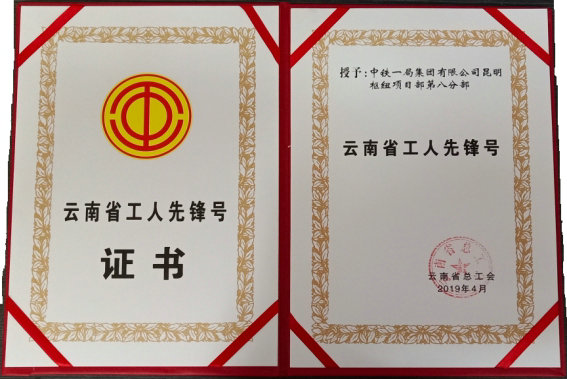 云南省工人先锋号
证书
授予:中铁一局集团有限公司昆明
枢纽项目部第八分部
云南省工人先锋号
云南省总工会
2019年4月